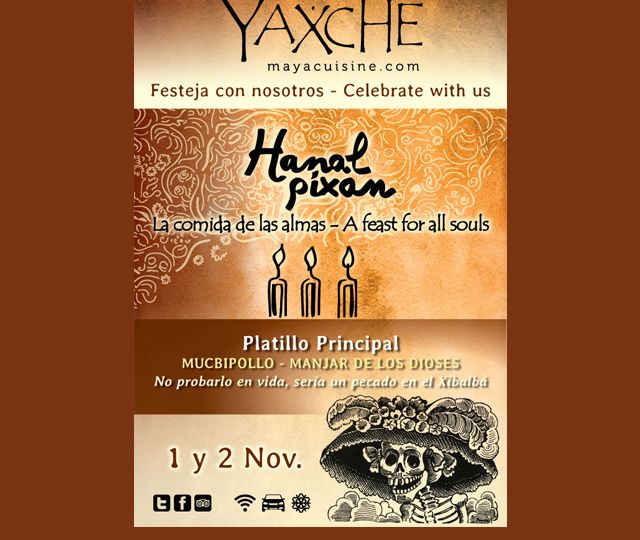 YAXCHE
mayacuisine.com
Festeja con nosotros - Celebrate with us
Hanal
pixan
La comida de las almas - A feast for all souls
Platillo Principal
MUCBIPOLLO - MANJAR DE LOS DIOSES
No probarlo en vida, sería un pecado en el Xibalbá
1 y 2 Nov.